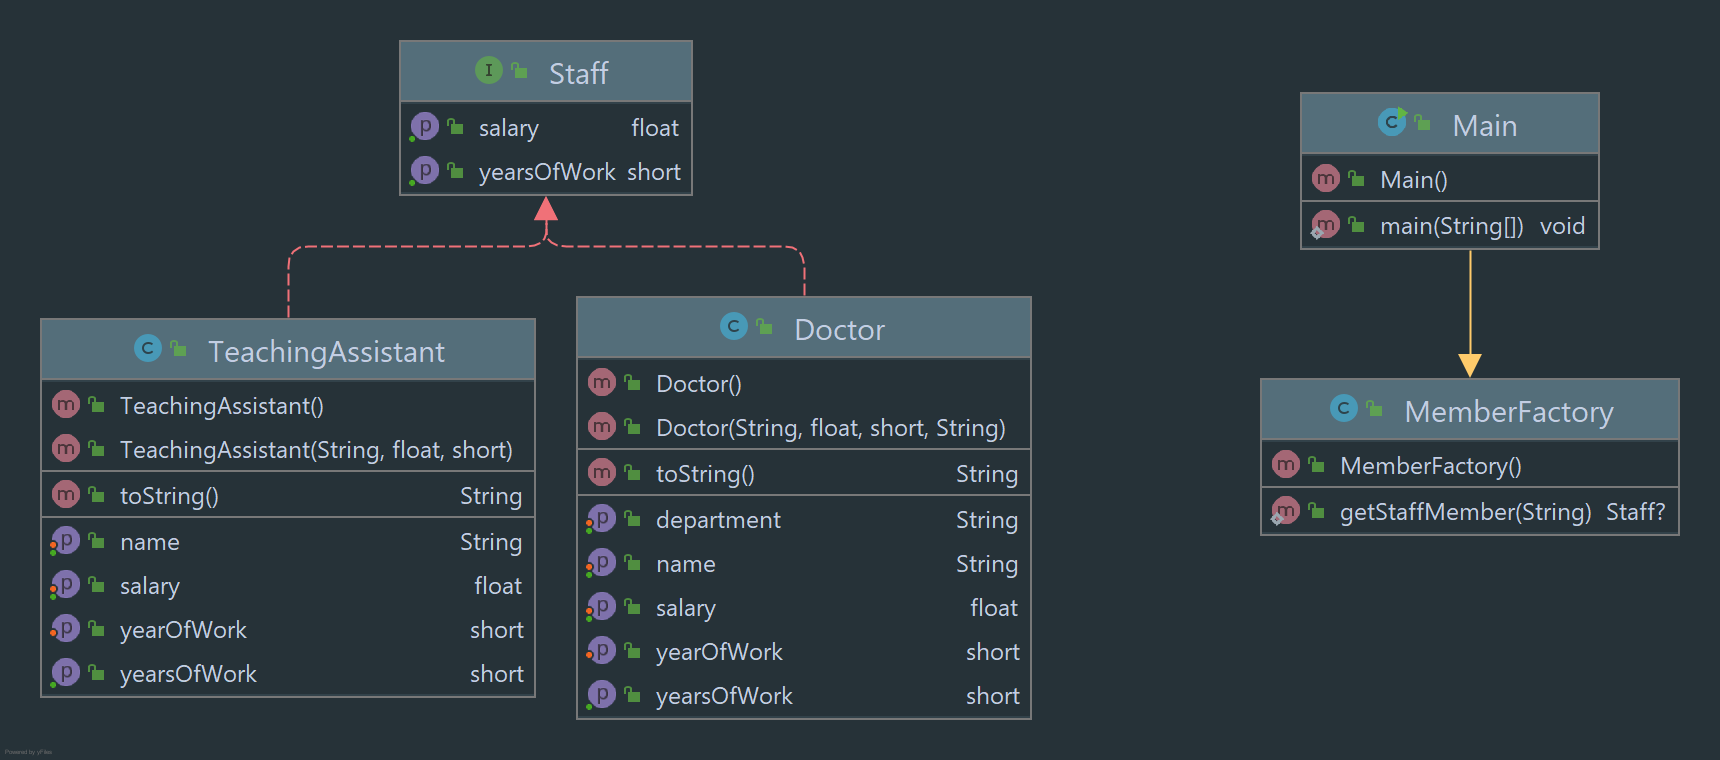 I Staff
p salary float
p yearsOfWork short
C TeachingAssistant
m TeachingAssistant()
m TeachingAssistant(String, float, short)
m toString() String
p name String
p salary float
p yearOfWork short
p yearsOfWork short
C Doctor
m Doctor()
m Doctor(String, float, short, String)
m toString() String
p department String
p name String
p salary float
p yearOfWork short
p yearsOfWork short
C Main
m Main()
m main(String[]) void
C MemberFactory
m MemberFactory()
m getStaffMember(String) Staff?
Powered by yFiles